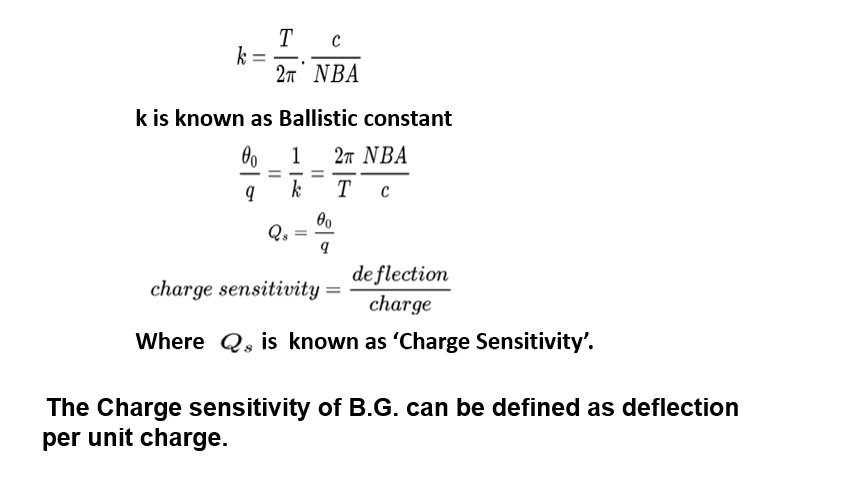 k = T/2π · c/NBA
k is known as Ballistic constant
θ₀/q = 1/k = 2π/T NBA/c
Qₛ = θ₀/q
charge sensitivity = deflection/charge
Where Qₛ is known as ‘Charge Sensitivity’.
The Charge sensitivity of B.G. can be defined as deflection
per unit charge.